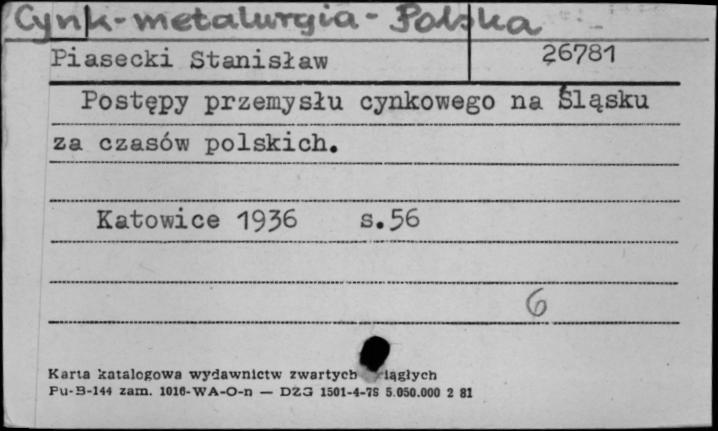 Cynk-metalurgia-Polska
Piasecki Stanisław 26781
Postępy przemysłu cynkowego na Śląsku
za czasów polskich.
Katowice 1936 s.56
6
Karta katalogowa wydawnictw zwartych iągłych
Pu-B-144 zam. 1016-WA-O-n — DZG 1501-4-78 5.050.000 2 81